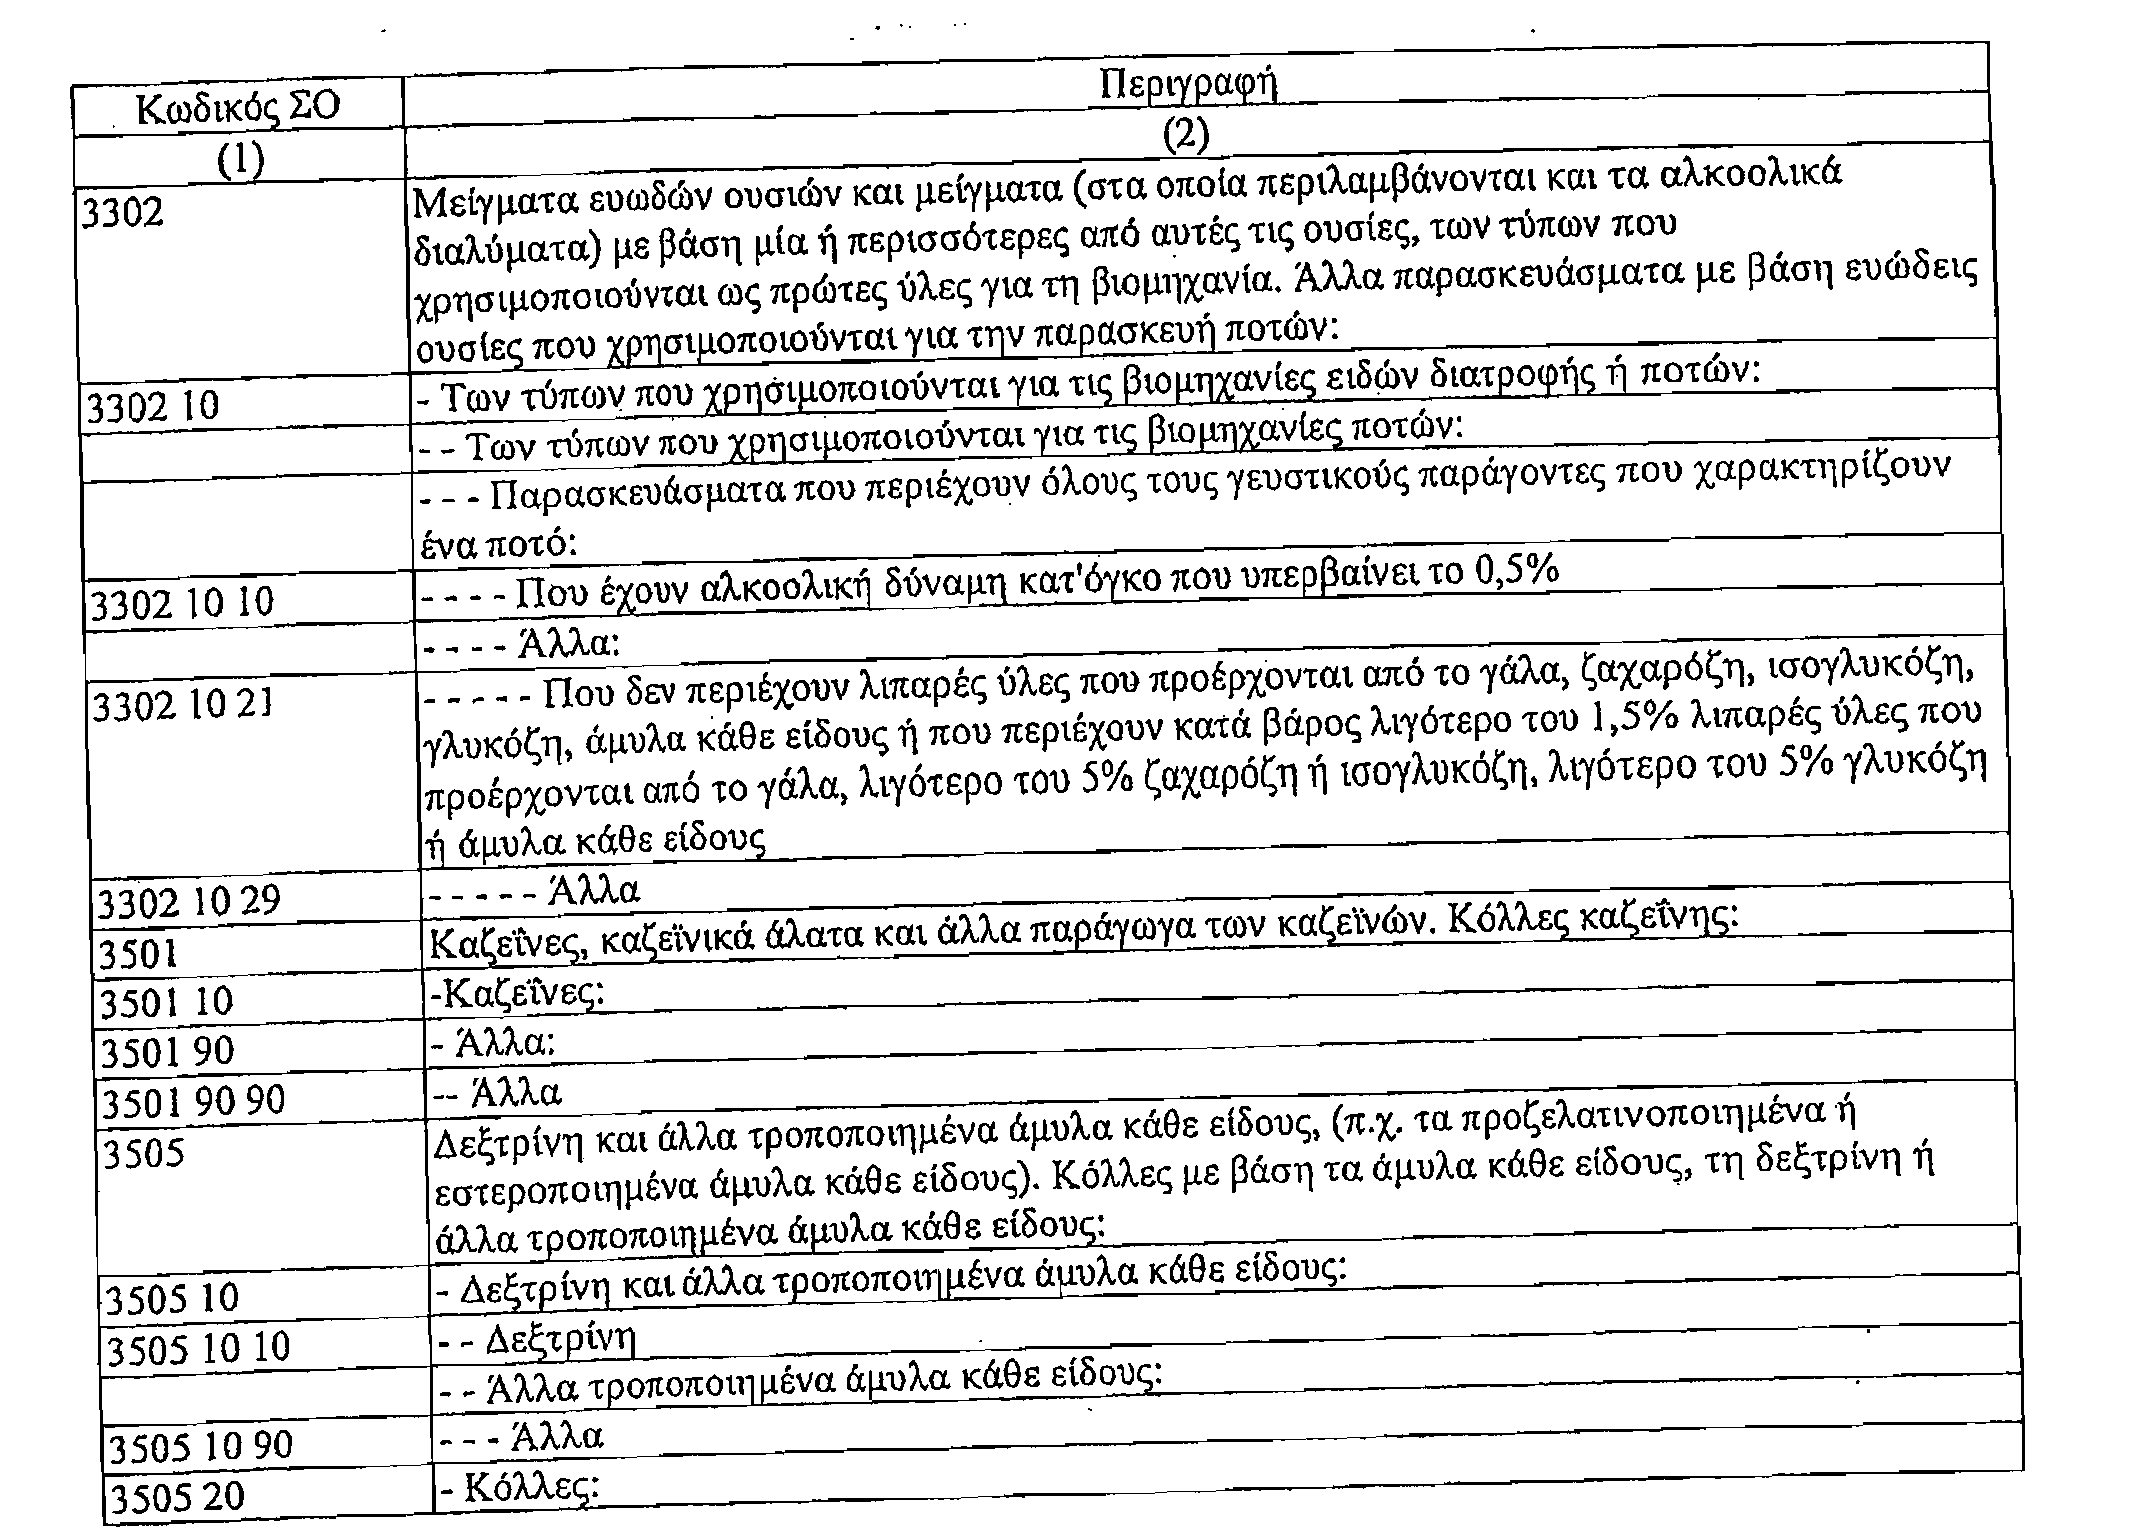 Κωδικός ΣΟ
Περιγραφή
(1)
(2)
3302
Μείγματα ευωδών ουσιών και μείγματα (στα οποία περιλαμβάνονται και τα αλκοολικά
διαλύματα) με βάση μία ή περισσότερες από αυτές τις ουσίες, των τύπων που
χρησιμοποιούνται ως πρώτες ύλες για τη βιομηχανία. Άλλα παρασκευάσματα με βάση ευώδεις
ουσίες που χρησιμοποιούνται για την παρασκευή ποτών:
3302 10
- Των τύπων που χρησιμοποιούνται για τις βιομηχανίες ειδών διατροφής ή ποτών:
- - Των τύπων που χρησιμοποιούνται για τις βιομηχανίες ποτών:
- - - Παρασκευάσματα που περιέχουν όλους τους γευστικούς παράγοντες που χαρακτηρίζουν
ένα ποτό:
3302 10 10
- - - - Που έχουν αλκοολική δύναμη κατ'όγκο που υπερβαίνει το 0,5%
- - - - Άλλα:
3302 10 21
- - - - - Που δεν περιέχουν λιπαρές ύλες που προέρχονται από το γάλα, ζαχαρόζη, ισογλυκόζη,
γλυκόζη, άμυλα κάθε είδους ή που περιέχουν κατά βάρος λιγότερο του 1,5% λιπαρές ύλες που
προέρχονται από το γάλα, λιγότερο του 5% ζαχαρόζη ή ισογλυκόζη, λιγότερο του 5% γλυκόζη
ή άμυλα κάθε είδους
3302 10 29
- - - - - Άλλα
3501
Καζεΐνες, καζεϊνικά άλατα και άλλα παράγωγα των καζεϊνών. Κόλλες καζεΐνης:
3501 10
-Καζεΐνες:
3501 90
- Άλλα:
3501 90 90
-- Άλλα
3505
Δεξτρίνη και άλλα τροποποιημένα άμυλα κάθε είδους, (π.χ. τα προζελατινοποιημένα ή
εστεροποιημένα άμυλα κάθε είδους). Κόλλες με βάση τα άμυλα κάθε είδους, τη δεξτρίνη ή
άλλα τροποποιημένα άμυλα κάθε είδους:
3505 10
- Δεξτρίνη και άλλα τροποποιημένα άμυλα κάθε είδους:
3505 10 10
- - Δεξτρίνη
- - Άλλα τροποποιημένα άμυλα κάθε είδους:
3505 10 90
- - - Άλλα
3505 20
- Κόλλες: